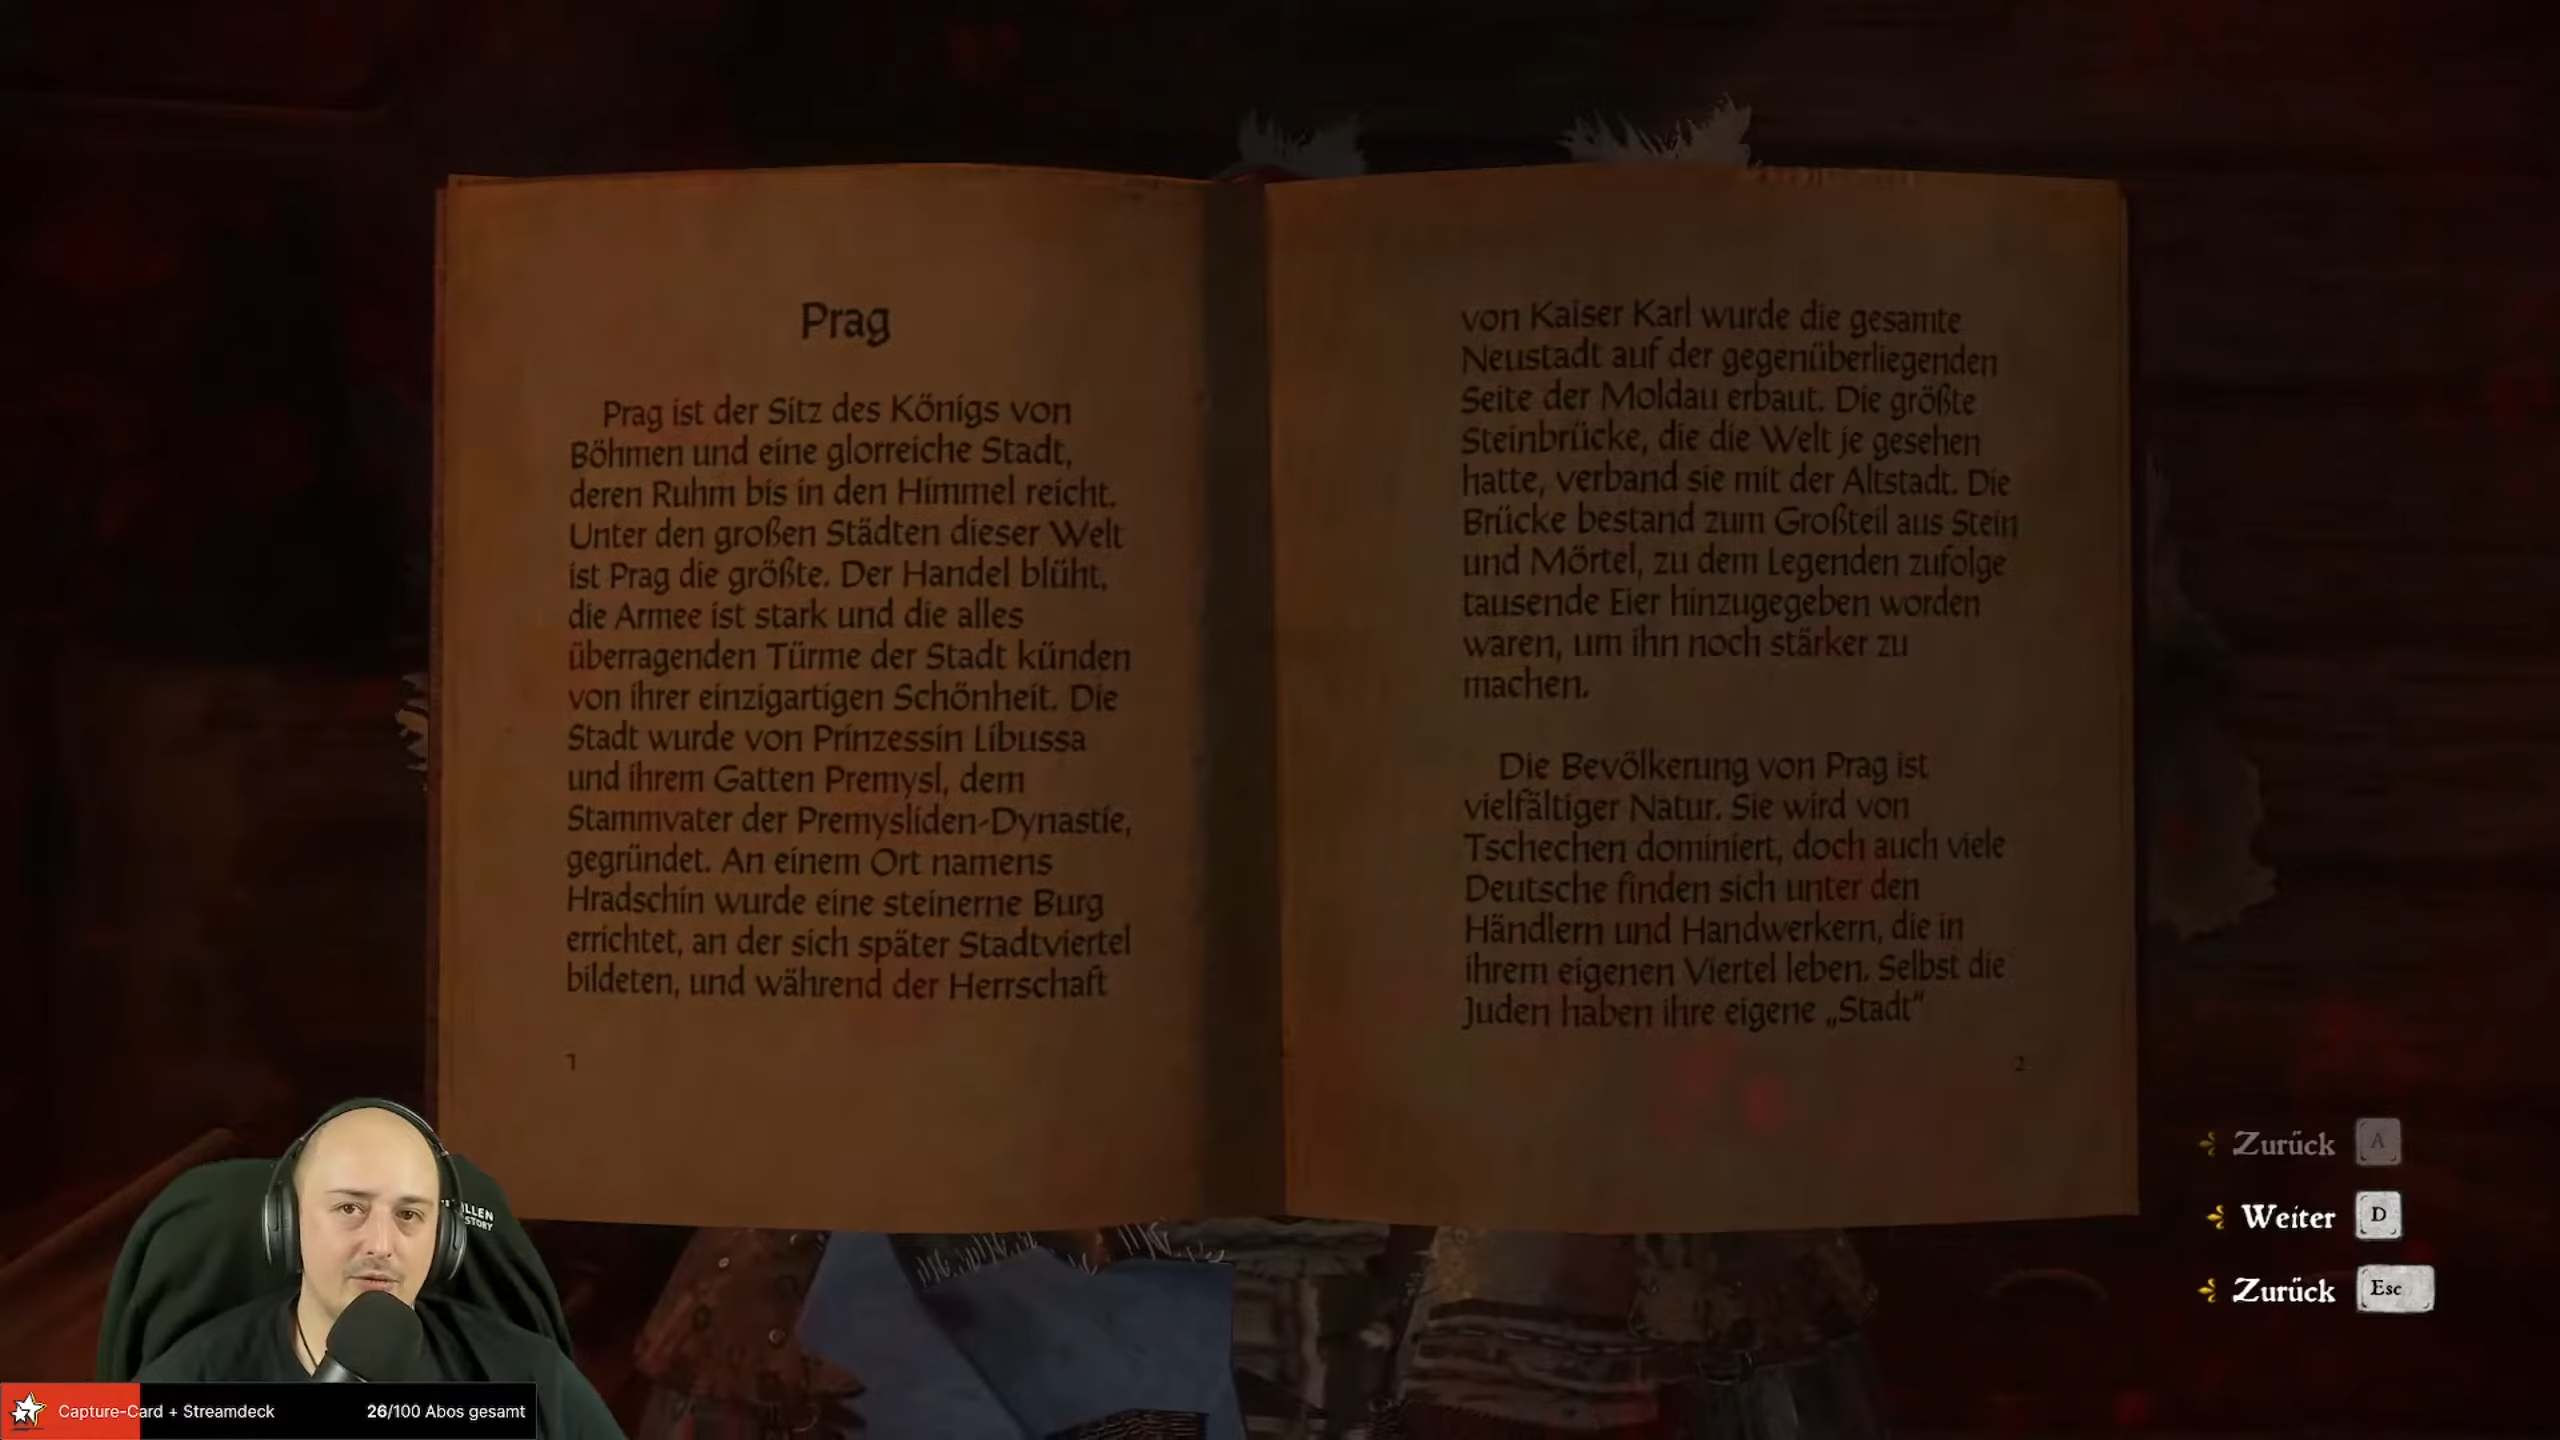 Prag
Prag ist der Sitz des Königs von
Böhmen und eine glorreiche Stadt,
deren Ruhm bis in den Himmel reicht.
Unter den großen Städten dieser Welt
ist Prag die größte. Der Handel blüht,
die Armee ist stark und die alles
überragenden Türme der Stadt künden
von ihrer einzigartigen Schönheit. Die
Stadt wurde von Prinzessin Libussa
und ihrem Gatten Premysl, dem
Stammvater der Premysliden-Dynastie,
gegründet. An einem Ort namens
Hradschin wurde eine steinerne Burg
errichtet, an der sich später Stadtviertel
bildeten, und während der Herrschaft
1
von Kaiser Karl wurde die gesamte
Neustadt auf der gegenüberliegenden
Seite der Moldau erbaut. Die größte
Steinbrücke, die die Welt je gesehen
hatte, verband sie mit der Altstadt. Die
Brücke bestand zum Großteil aus Stein
und Mörtel, zu dem Legenden zufolge
tausende Eier hinzugegeben worden
waren, um ihn noch stärker zu
machen.
Die Bevölkerung von Prag ist
vielfältiger Natur. Sie wird von
Tschechen dominiert, doch auch viele
Deutsche finden sich unter den
Händlern und Handwerkern, die in
ihrem eigenen Viertel leben. Selbst die
Juden haben ihre eigene „Stadt“
2
Zurück A
Weiter D
Zurück Esc
STORY
Capture-Card + Streamdeck 26/100 Abos gesamt